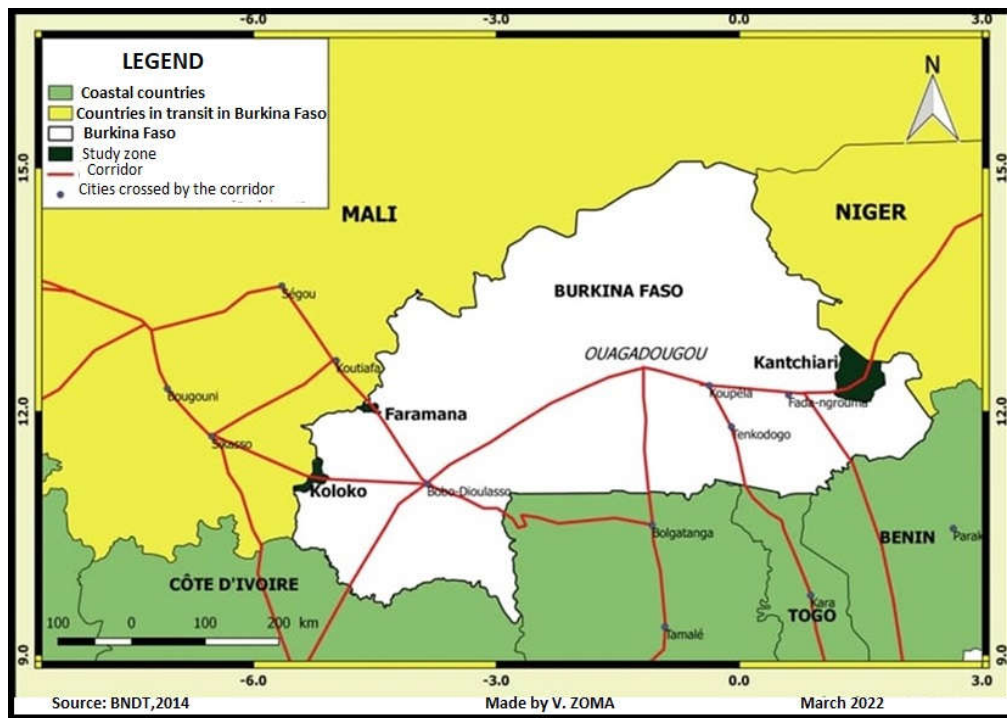 -6.0 -3.0 0.0 3.0
LEGEND
Coastal countries
Countries in transit in Burkina Faso
Burkina Faso
Study zone
Corridor
Cities crossed by the corridor
N
15.0 15.0
MALI
NIGER
Ségou
BURKINA FASO
OUAGADOUGOU
Kantchiari
Koutiafa
Bougouni
Koupéla
Fada-ngrouma
12.0 12.0
Faramana
Tenkodogo
Sikasso
Koloko
Bobo-Dioulasso
Bolgatanga
BENIN
Parak
CÔTE D'IVOIRE
Kara
TOGO
100 0 100 200 km
Tamalé
9.0 9.0
-6.0 -3.0 0.0 3.0
Source: BNDT,2014 Made by V. ZOMA March 2022